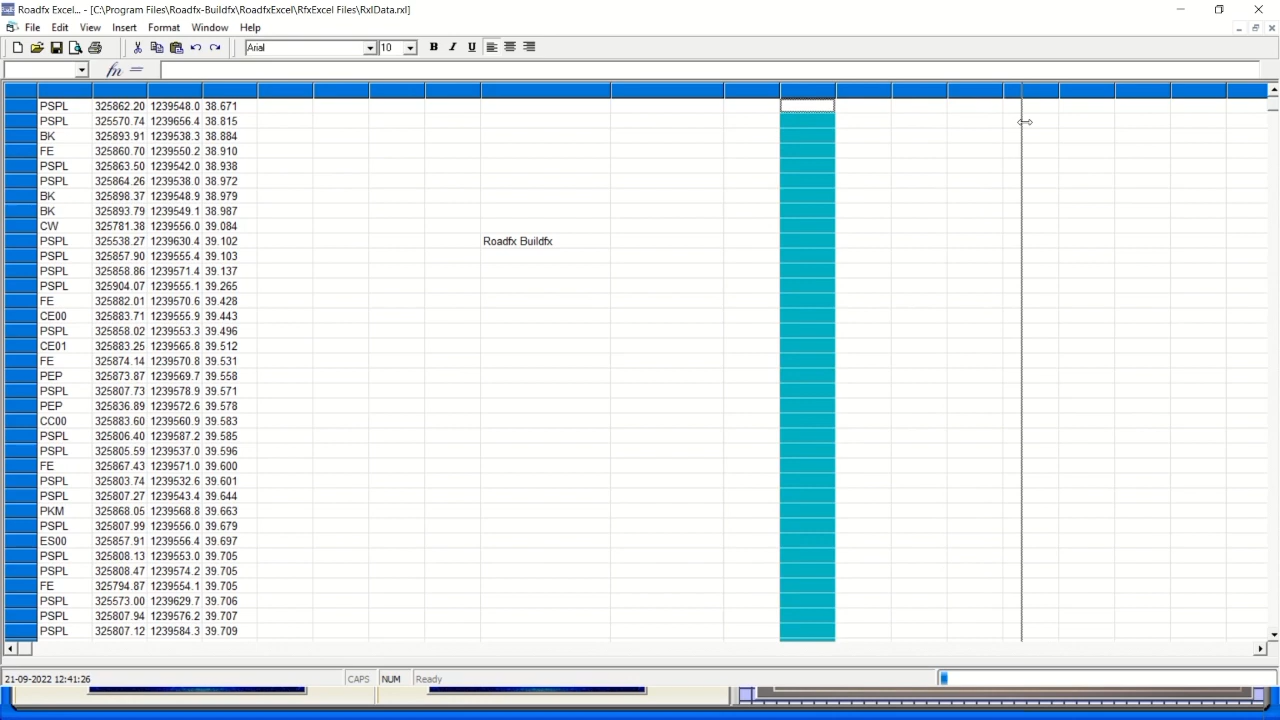 Roadfx Excel... - [C:\Program Files\Roadfx-Buildfx\RoadfxExcel\RfxExcel Files\RxlData.rxl]
File Edit View Insert Format Window Help
Arial 10 B I U
fn =
PSPL 325862.20 1239548.0 38.671
PSPL 325570.74 1239656.4 38.815
BK 325893.91 1239538.3 38.884
FE 325860.70 1239550.2 38.910
PSPL 325863.50 1239542.0 38.938
PSPL 325864.26 1239538.0 38.972
BK 325898.37 1239548.9 38.979
BK 325893.79 1239549.1 38.987
CW 325781.38 1239556.0 39.084
PSPL 325538.27 1239630.4 39.102 Roadfx Buildfx
PSPL 325857.90 1239555.4 39.103
PSPL 325858.86 1239571.4 39.137
PSPL 325904.07 1239555.1 39.265
FE 325882.01 1239570.6 39.428
CE00 325883.71 1239555.9 39.443
PSPL 325858.02 1239553.3 39.496
CE01 325883.25 1239565.8 39.512
FE 325874.14 1239570.8 39.531
PEP 325873.87 1239569.7 39.558
PSPL 325807.73 1239578.9 39.571
PEP 325836.89 1239572.6 39.578
CC00 325883.60 1239560.9 39.583
PSPL 325806.40 1239587.2 39.585
PSPL 325805.59 1239537.0 39.596
FE 325867.43 1239571.0 39.600
PSPL 325803.74 1239532.6 39.601
PSPL 325807.27 1239543.4 39.644
PKM 325868.05 1239568.8 39.663
PSPL 325807.99 1239556.0 39.679
ES00 325857.91 1239556.4 39.697
PSPL 325808.13 1239553.0 39.705
PSPL 325808.47 1239574.2 39.705
FE 325794.87 1239554.1 39.705
PSPL 325573.00 1239629.7 39.706
PSPL 325807.94 1239576.2 39.707
PSPL 325807.12 1239584.3 39.709
21-09-2022 12:41:26 CAPS NUM Ready